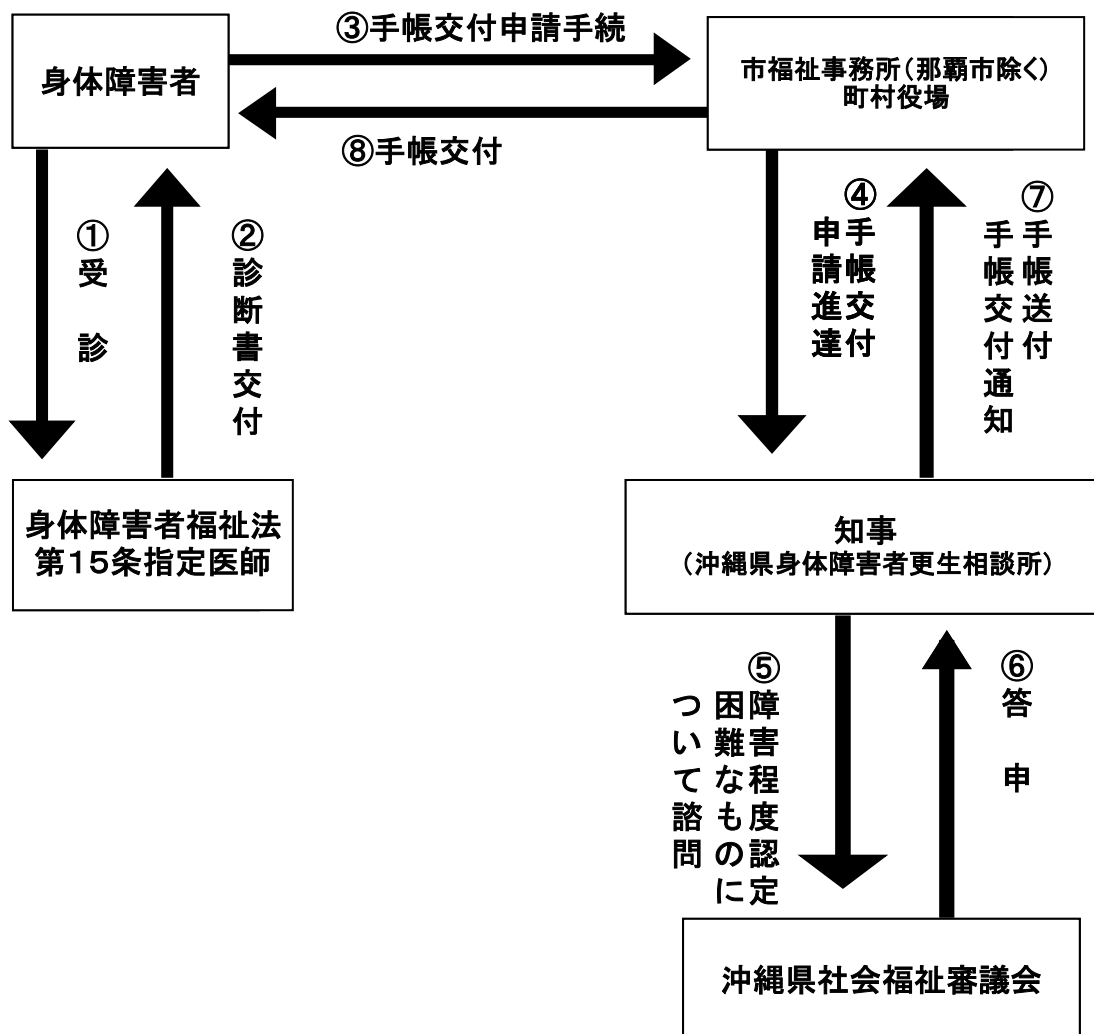 ③手帳交付申請手続
身体障害者
市福祉事務所(那覇市除く)
町村役場
⑧手帳交付
①受診
②診断書交付
④手帳交付
申請進達
⑦手帳送付
手帳交付通知
身体障害者福祉法
第15条指定医師
知事
(沖縄県身体障害者更生相談所)
⑤障害程度認定
困難なものに
ついて諮問
⑥答申
沖縄県社会福祉審議会